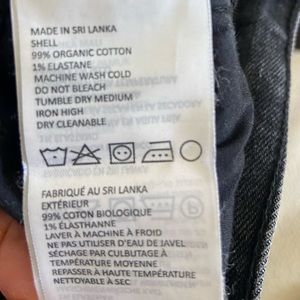 MADE IN SRI LANKA
SHELL
99% ORGANIC COTTON
1% ELASTANE
MACHINE WASH COLD
DO NOT BLEACH
TUMBLE DRY MEDIUM
IRON HIGH
DRY CLEANABLE
FABRIQUÉ AU SRI LANKA
EXTÉRIEUR
99% COTON BIOLOGIQUE
1% ÉLASTHANNE
LAVER À MACHINE À FROID
NE PAS UTILISER D'EAU DE JAVEL
SÉCHAGE PAR CULBUTAGE À
TEMPÉRATURE MOYENNE
REPASSER À HAUTE TEMPÉRATURE
NETTOYABLE À SEC